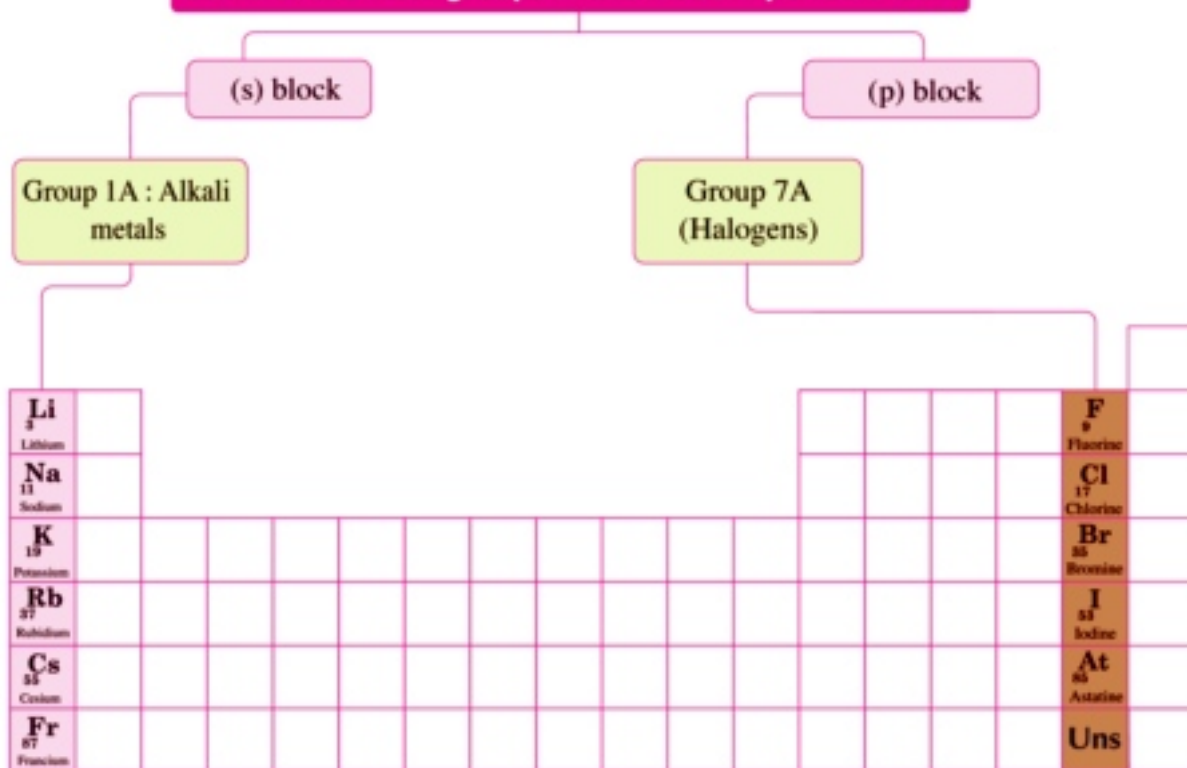 (s) block
(p) block
Group 1A : Alkali
metals
Group 7A
(Halogens)
Li
3
Lithium
Na
11
Sodium
K
19
Potassium
Rb
37
Rubidium
Cs
55
Cesium
Fr
87
Francium
F
9
Fluorine
Cl
17
Chlorine
Br
35
Bromine
I
53
Iodine
At
85
Astatine
Uns